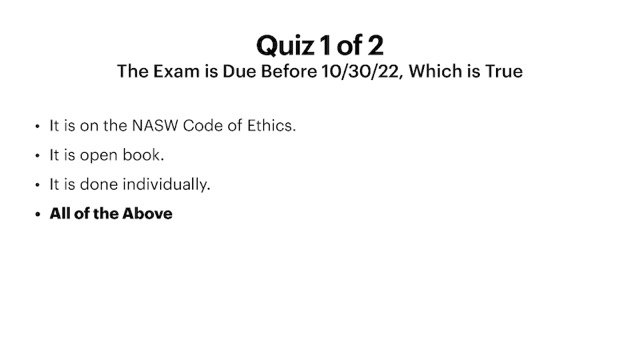 Quiz 1 of 2
The Exam is Due Before 10/30/22, Which is True
• It is on the NASW Code of Ethics.
• It is open book.
• It is done individually.
• All of the Above